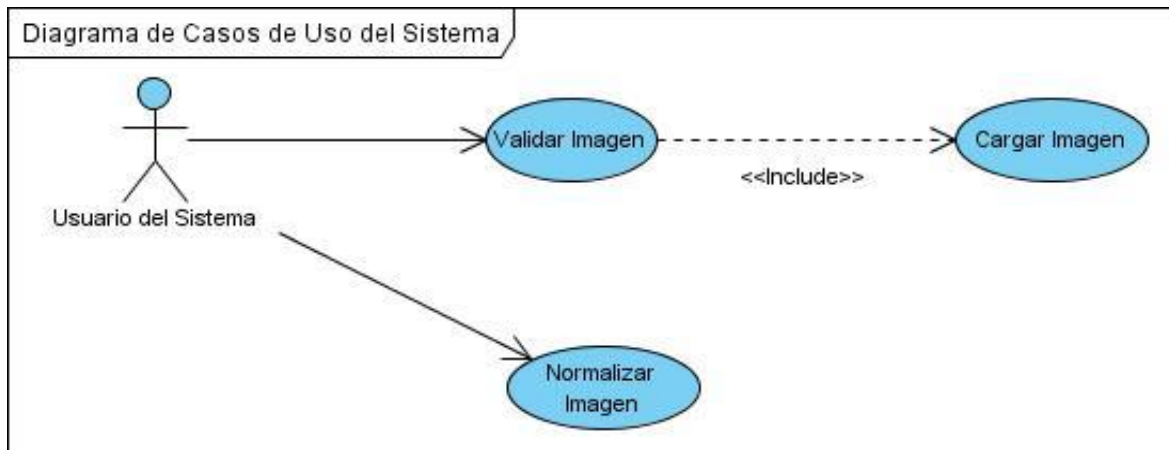 Diagrama de Casos de Uso del Sistema
Validar Imagen
Cargar Imagen
<<Include>>
Usuario del Sistema
Normalizar
Imagen